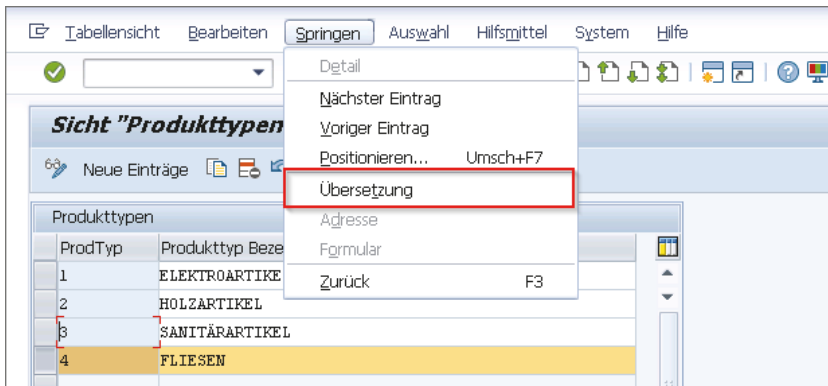 Tabellensicht Bearbeiten Springen Auswahl Hilfsmittel System Hilfe
Detail
Nächster Eintrag
Voriger Eintrag
Positionieren... Umsch+F7
Übersetzung
Adresse
Formular
Zurück F3
Sicht "Produkttypen
Neue Einträge
Produkttypen
ProdTyp Produkttyp Beze
1 ELEKTROARTIKE
2 HOLZARTIKEL
3 SANITÄRARTIKEL
4 FLIESEN